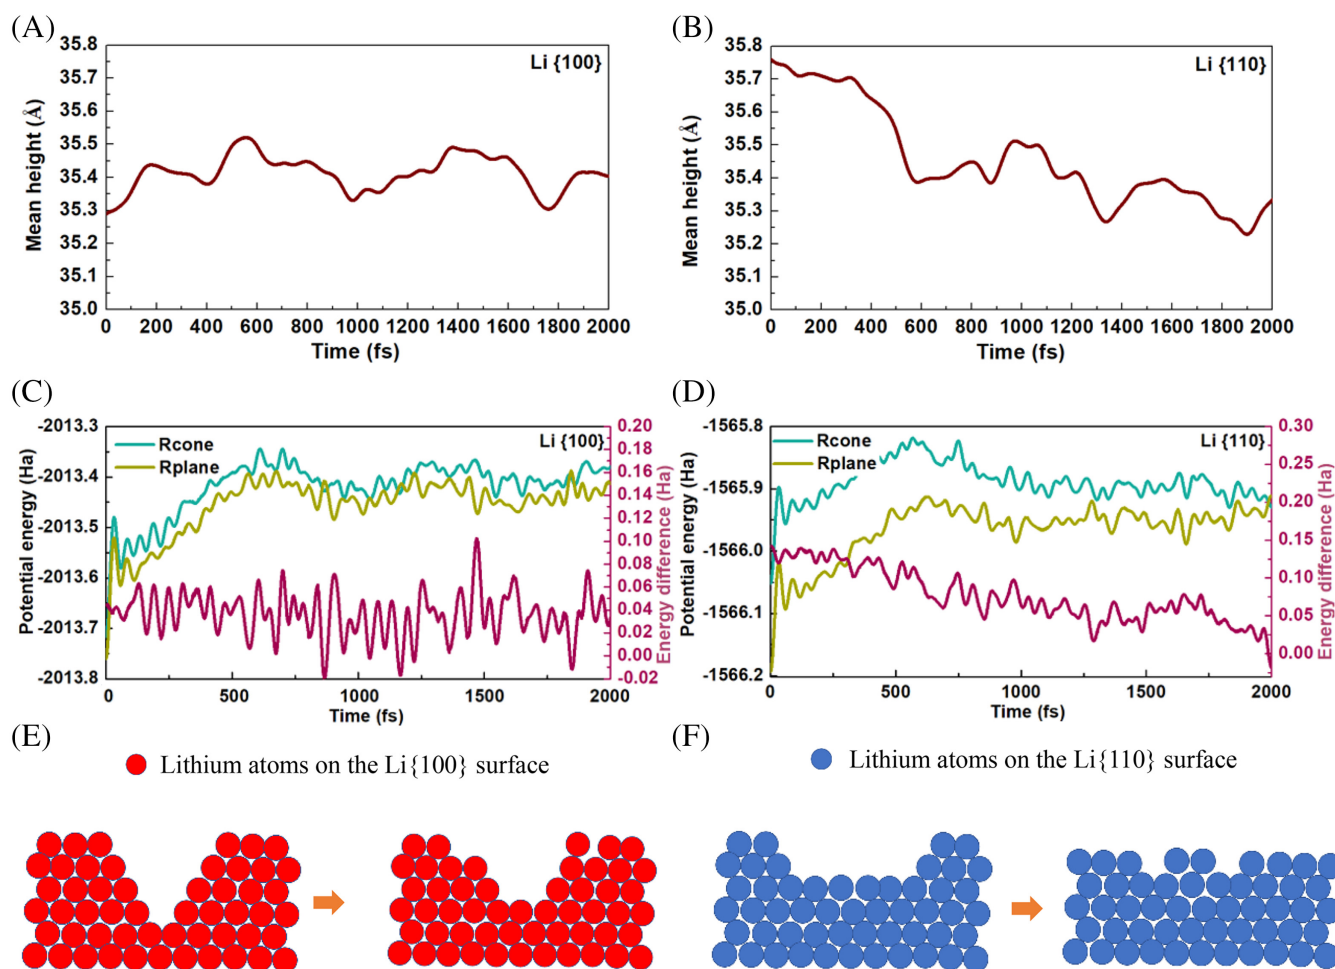 (A)
(B)
Li {100}
Mean height (Å)
35.8
35.7
35.6
35.5
35.4
35.3
35.2
35.1
35.0
0 200 400 600 800 1000 1200 1400 1600 1800 2000
Time (fs)
Li {110}
Mean height (Å)
35.8
35.7
35.6
35.5
35.4
35.3
35.2
35.1
35.0
0 200 400 600 800 1000 1200 1400 1600 1800 2000
Time (fs)
(C)
(D)
Rcone
Rplane
Li {100}
Potential energy (Ha)
-2013.3
-2013.4
-2013.5
-2013.6
-2013.7
-2013.8
Energy difference (Ha)
0.20
0.18
0.16
0.14
0.12
0.10
0.08
0.06
0.04
0.02
0.00
-0.02
0 500 1000 1500 2000
Time (fs)
Rcone
Rplane
Li {110}
Potential energy (Ha)
-1565.8
-1565.9
-1566.0
-1566.1
-1566.2
Energy difference (Ha)
0.30
0.25
0.20
0.15
0.10
0.05
0.00
0 500 1000 1500 2000
Time (fs)
(E)
Lithium atoms on the Li{100} surface
(F)
Lithium atoms on the Li{110} surface